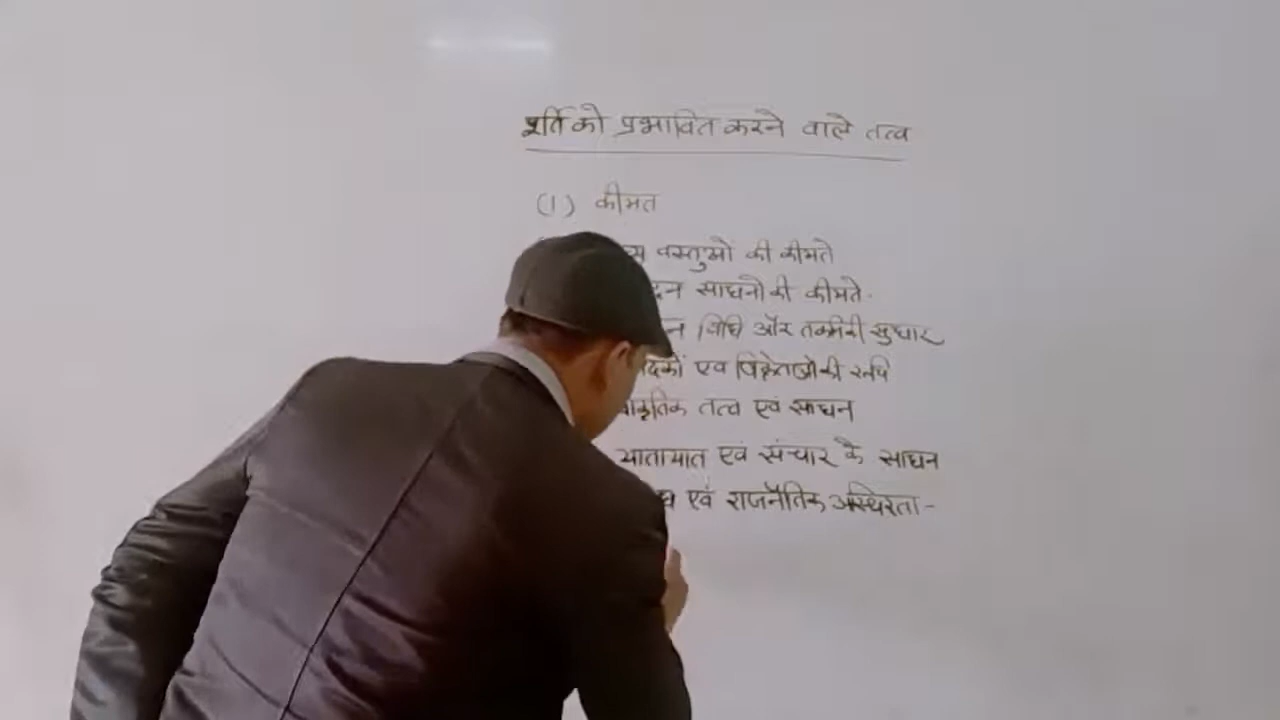 पूर्ति को प्रभावित करने वाले तत्व
(1) कीमत
वस्तुओं की कीमते
साधनो की कीमते.
विधि और तकनीकी सुधार
एवं विक्रेताओ की रूचि
तत्व एवं साधन
यातायात एवं संचार के साधन
एवं राजनैतिक अस्थिरता-